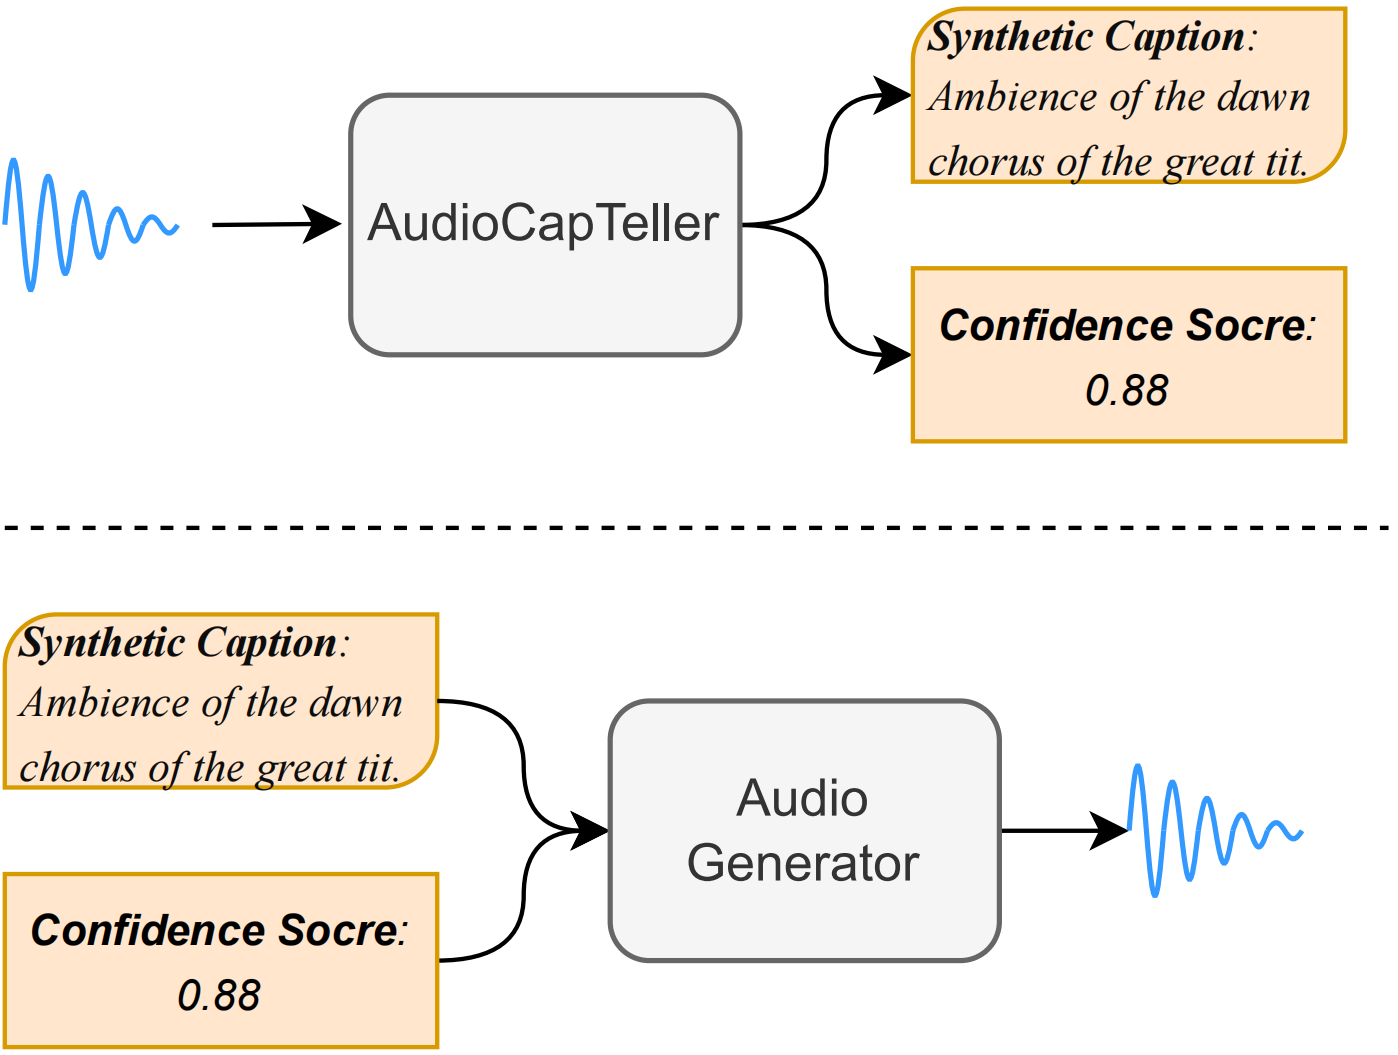 Synthetic Caption:
Ambience of the dawn
chorus of the great tit.
AudioCapTeller
Confidence Socre:
0.88
Synthetic Caption:
Ambience of the dawn
chorus of the great tit.
Audio
Generator
Confidence Socre:
0.88